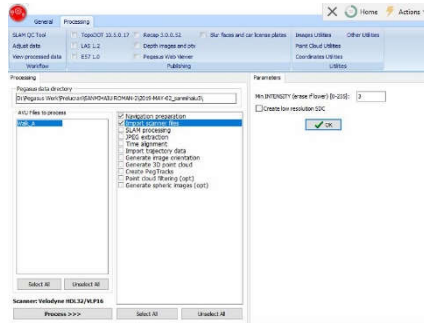 Home Actions
General Processing
SLAM QC Tool TopoDOT 10.5.0.17 Recap 3.0.0.52 Blur faces and car license plates Images Utilities Other Utilities
Adjust data LAS 1.2 Depth images and
Point Cloud Utilities
View processed data E57 1.0 Pegasus Web Viewer Coordinates Utilities
Workflow Publishing Utilities
Processing Parameters
Pegasus data directory
Min INTENSITY (erase if lower) [0-255]: 3
4VU Files to process
Create low resolution SDC
Walk_A
OK
Navigation preparation
Import scanner files
SLAM processing
JPEG extraction
Time alignment
Import trajectory data
Generate image orientation
Generate 3D point cloud
Create PegTracks
Point cloud filtering (opt)
Generate spheric images (opt)
Select All Unselect All
Scanner: Velodyne HDL32/VLP16
Process >>> Select All Unselect All